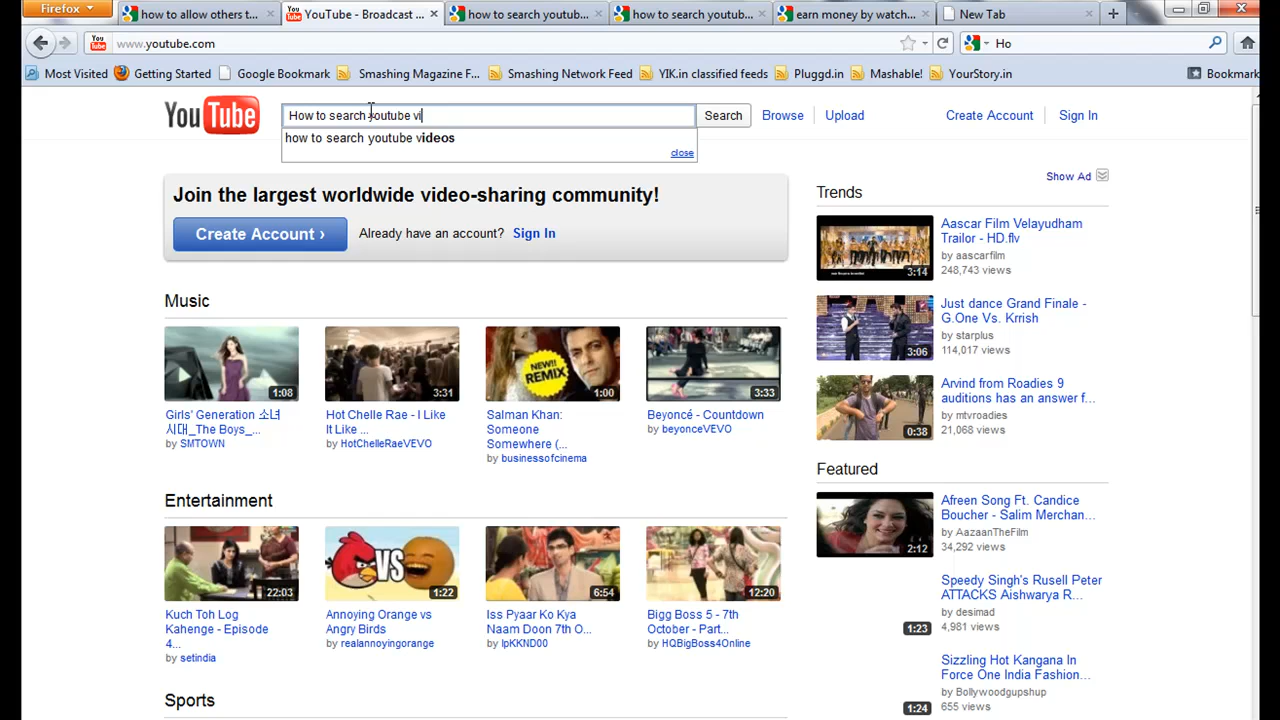 Firefox
how to allow others t...
YouTube - Broadcast ...
how to search youtub...
how to search youtub...
earn money by watch...
New Tab
www.youtube.com
Ho
Most Visited
Getting Started
Google Bookmark
Smashing Magazine F...
Smashing Network Feed
YIK.in classified feeds
Pluggd.in
Mashable!
YourStory.in
Bookmark
YouTube
How to search youtube vi
Search
Browse
Upload
Create Account
Sign In
how to search youtube videos
close
Join the largest worldwide video-sharing community!
Create Account ›
Already have an account? Sign In
Music
1:08
Girls' Generation 소녀
시대_The Boys_...
by SMTOWN
3:31
Hot Chelle Rae - I Like
It Like ...
by HotChelleRaeVEVO
NEW!!
REMIX
1:00
Salman Khan:
Someone
Somewhere (...
by businessofcinema
3:33
Beyoncé - Countdown
by beyonceVEVO
Entertainment
22:03
Kuch Toh Log
Kahenge - Episode
4...
by setindia
VS
1:22
Annoying Orange vs
Angry Birds
by realannoyingorange
6:54
Iss Pyaar Ko Kya
Naam Doon 7th O...
by IpKKND00
12:20
Bigg Boss 5 - 7th
October - Part...
by HQBigBoss4Online
Sports
Show Ad
Trends
3:14
Aascar Film Velayudham
Trailor - HD.flv
by aascarfilm
248,743 views
3:06
Just dance Grand Finale -
G.One Vs. Krrish
by starplus
114,017 views
0:38
Arvind from Roadies 9
auditions has an answer f...
by mtvroadies
21,068 views
Featured
2:12
Afreen Song Ft. Candice
Boucher - Salim Merchan...
by AazaanTheFilm
34,292 views
1:23
Speedy Singh's Rusell Peter
ATTACKS Aishwarya R...
by desimad
4,981 views
1:24
Sizzling Hot Kangana In
Force One India Fashion...
by Bollywoodgupshup
655 views